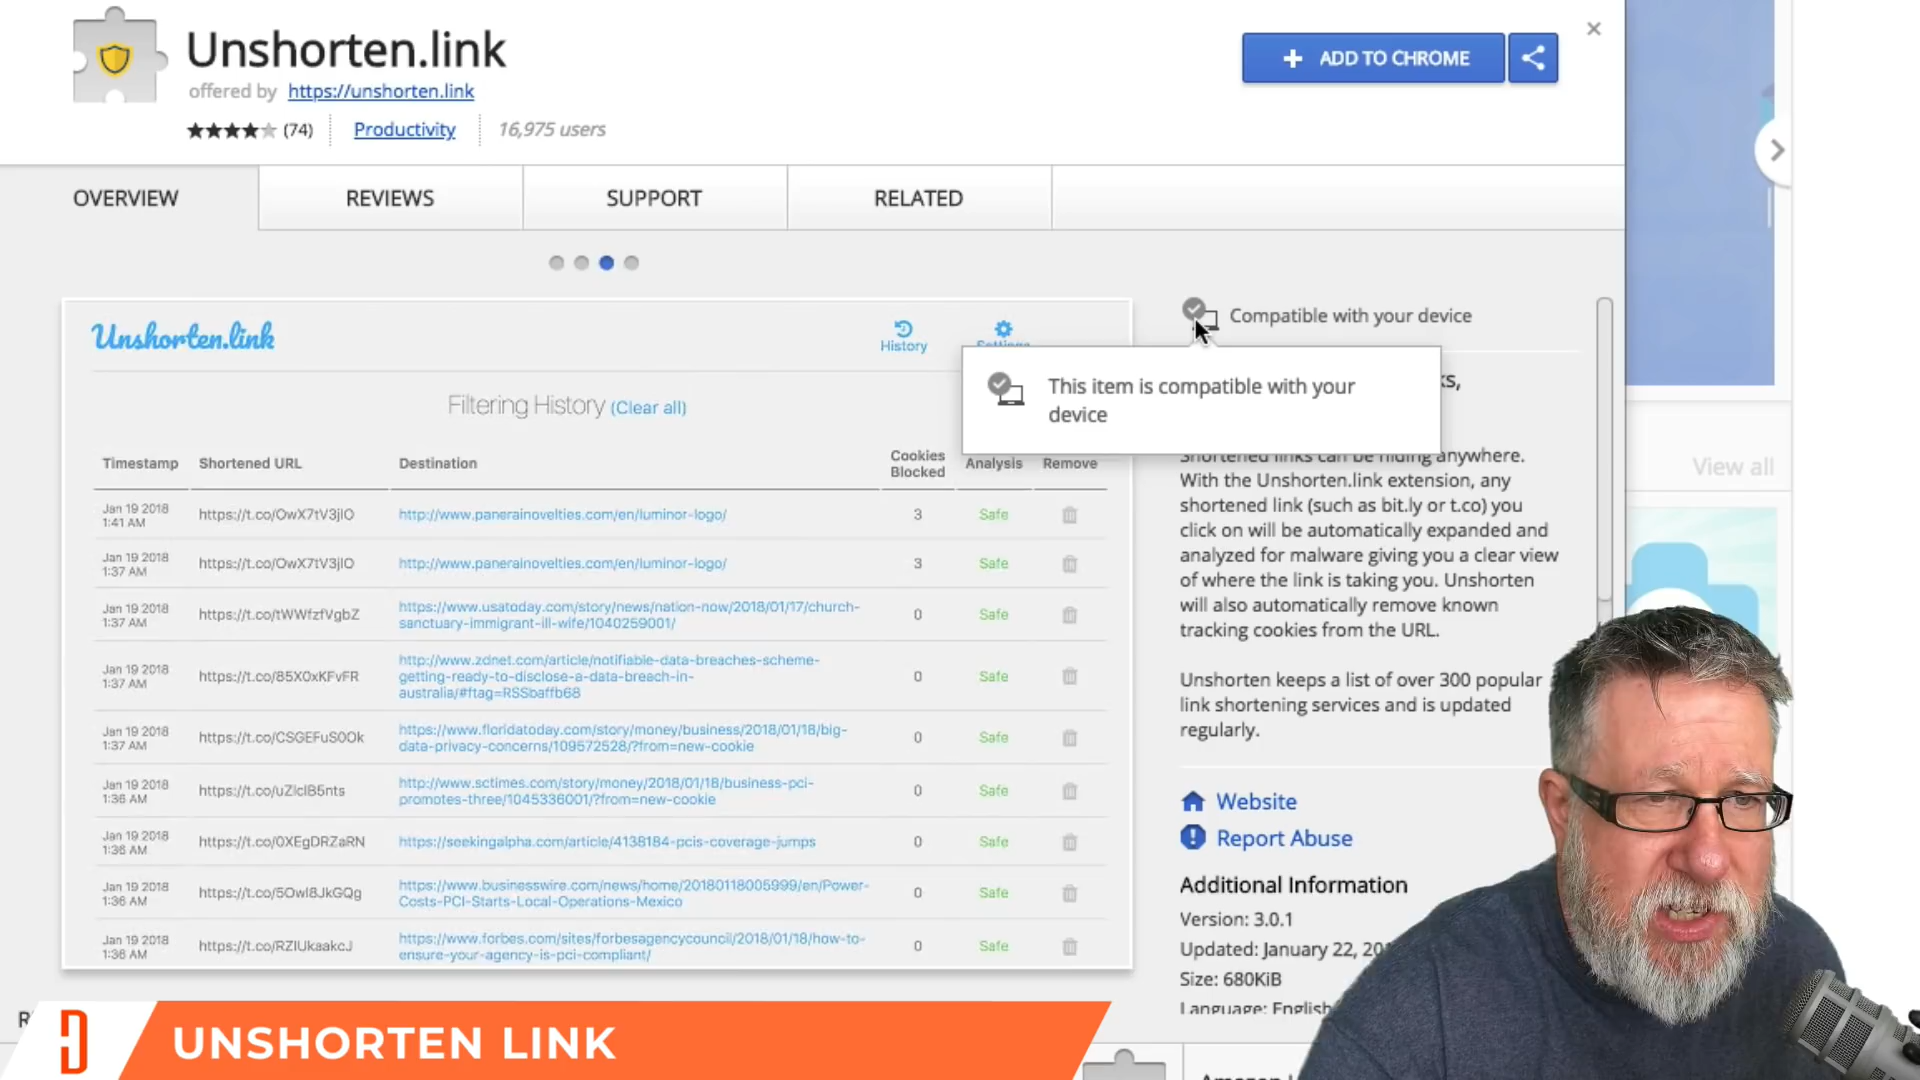 Unshorten.link
offered by https://unshorten.link
(74) Productivity 16,975 users
ADD TO CHROME
OVERVIEW REVIEWS SUPPORT RELATED
Unshorten.link
History
Settings
Filtering History (Clear all)
Timestamp Shortened URL Destination Cookies Blocked Analysis Remove
Jan 19 2018 1:41 AM https://t.co/OwX7tV3jlO http://www.panerainovelties.com/en/luminor-logo/ 3 Safe
Jan 19 2018 1:37 AM https://t.co/OwX7tV3jlO http://www.panerainovelties.com/en/luminor-logo/ 3 Safe
Jan 19 2018 1:37 AM https://t.co/tWWfzfVgbZ https://www.usatoday.com/story/news/nation-now/2018/01/17/church-sanctuary-immigrant-ill-wife/1040259001/ 0 Safe
Jan 19 2018 1:37 AM https://t.co/85X0xKFvFR http://www.zdnet.com/article/notifiable-data-breaches-scheme-getting-ready-to-disclose-a-data-breach-in-australia/#ftag=RSSbaffb68 0 Safe
Jan 19 2018 1:37 AM https://t.co/CSGEFuS0Ok https://www.floridatoday.com/story/money/business/2018/01/18/big-data-privacy-concerns/109572528/?from=new-cookie 0 Safe
Jan 19 2018 1:36 AM https://t.co/uZlclB5nts http://www.sctimes.com/story/money/2018/01/18/business-pci-promotes-three/1045336001/?from=new-cookie 0 Safe
Jan 19 2018 1:36 AM https://t.co/0XEgDRZaRN https://seekingalpha.com/article/4138184-pcis-coverage-jumps 0 Safe
Jan 19 2018 1:36 AM https://t.co/5Owl8JkGQg https://www.businesswire.com/news/home/20180118005999/en/Power-Costs-PCI-Starts-Local-Operations-Mexico 0 Safe
Jan 19 2018 1:36 AM https://t.co/RZIUkaakcJ https://www.forbes.com/sites/forbesagencycouncil/2018/01/18/how-to-ensure-your-agency-is-pci-compliant/ 0 Safe
Compatible with your device
This item is compatible with your
device
Shortened links can be hiding anywhere.
With the Unshorten.link extension, any
shortened link (such as bit.ly or t.co) you
click on will be automatically expanded and
analyzed for malware giving you a clear view
of where the link is taking you. Unshorten
will also automatically remove known
tracking cookies from the URL.
Unshorten keeps a list of over 300 popular
link shortening services and is updated
regularly.
Website
Report Abuse
Additional Information
Version: 3.0.1
Updated: January 22, 20
Size: 680KiB
Language: English
View all
UNSHORTEN LINK